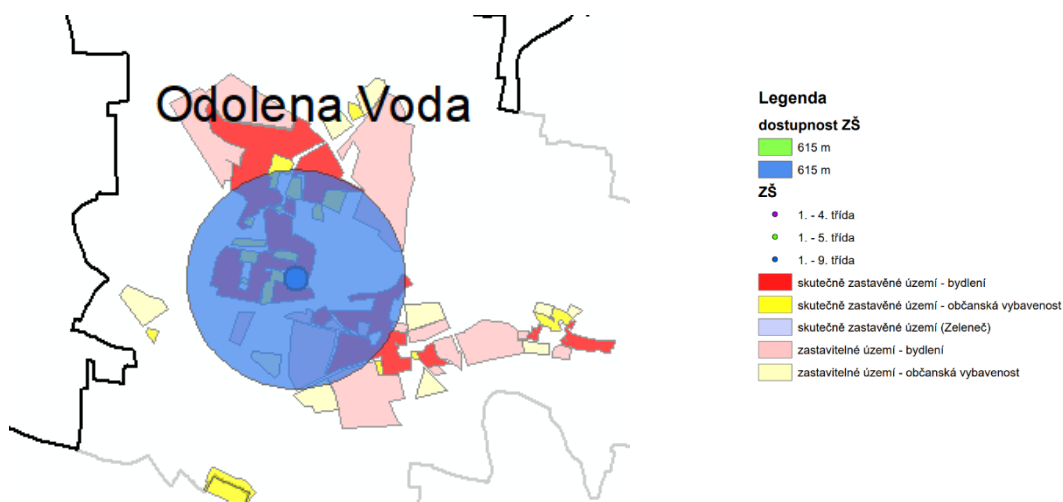 Odolena Voda
Legenda
dostupnost ZŠ
615 m
615 m
ZŠ
1. - 4. třída
1. - 5. třída
1. - 9. třída
skutečně zastavěné území - bydlení
skutečně zastavěné území - občanská vybavenost
skutečně zastavěné území (Zeleneč)
zastavitelné území - bydlení
zastavitelné území - občanská vybavenost